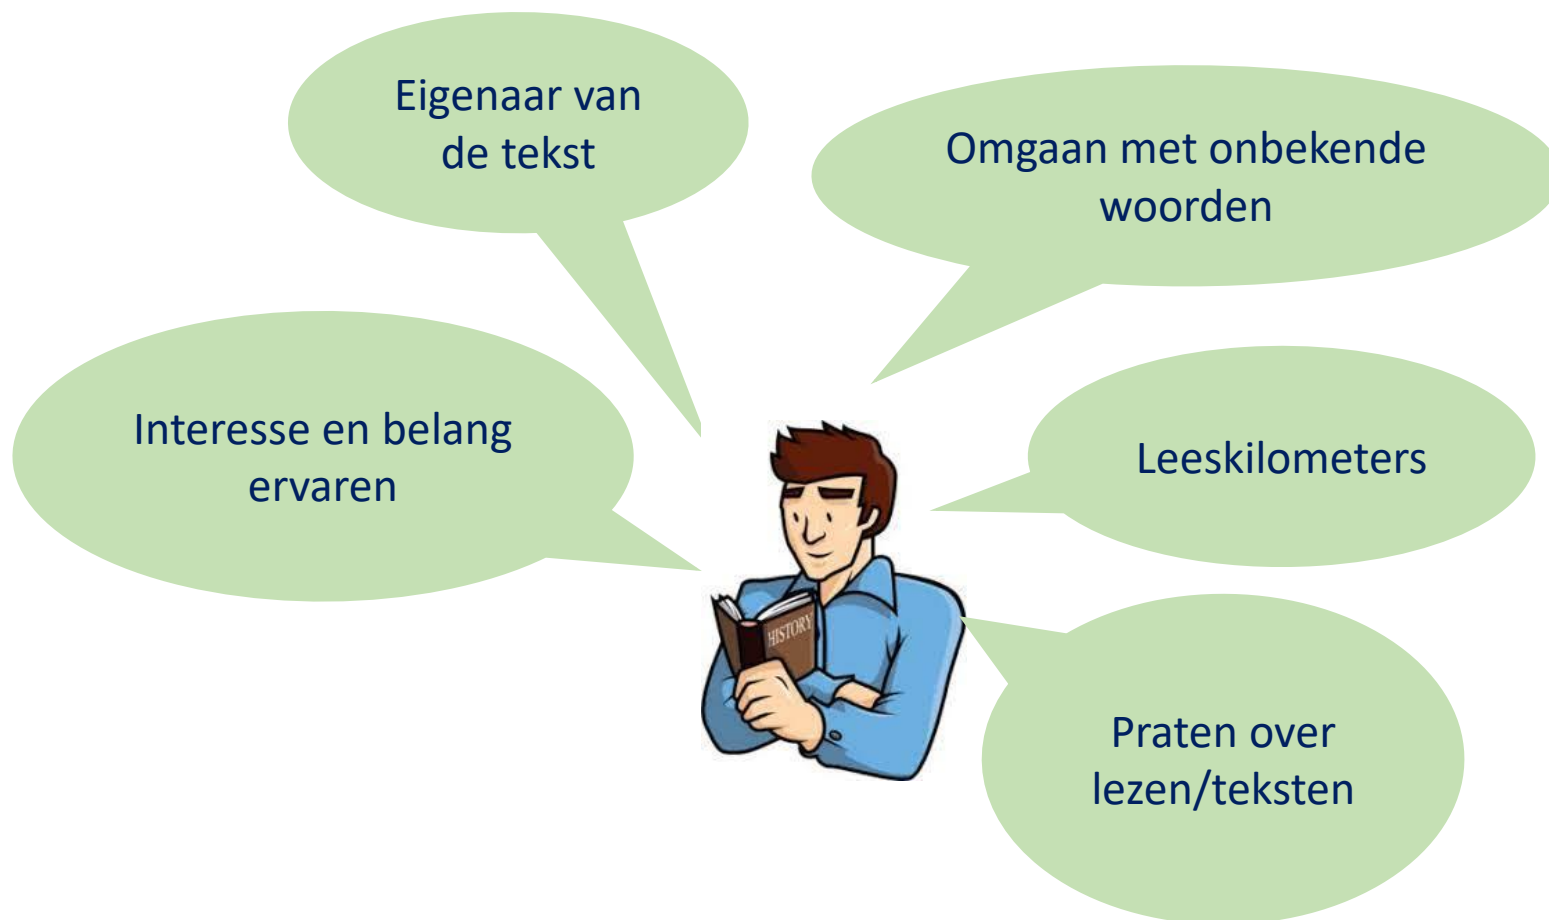 Eigenaar van
de tekst
Omgaan met onbekende
woorden
Interesse en belang
ervaren
Leeskilometers
HISTORY
Praten over
lezen/teksten